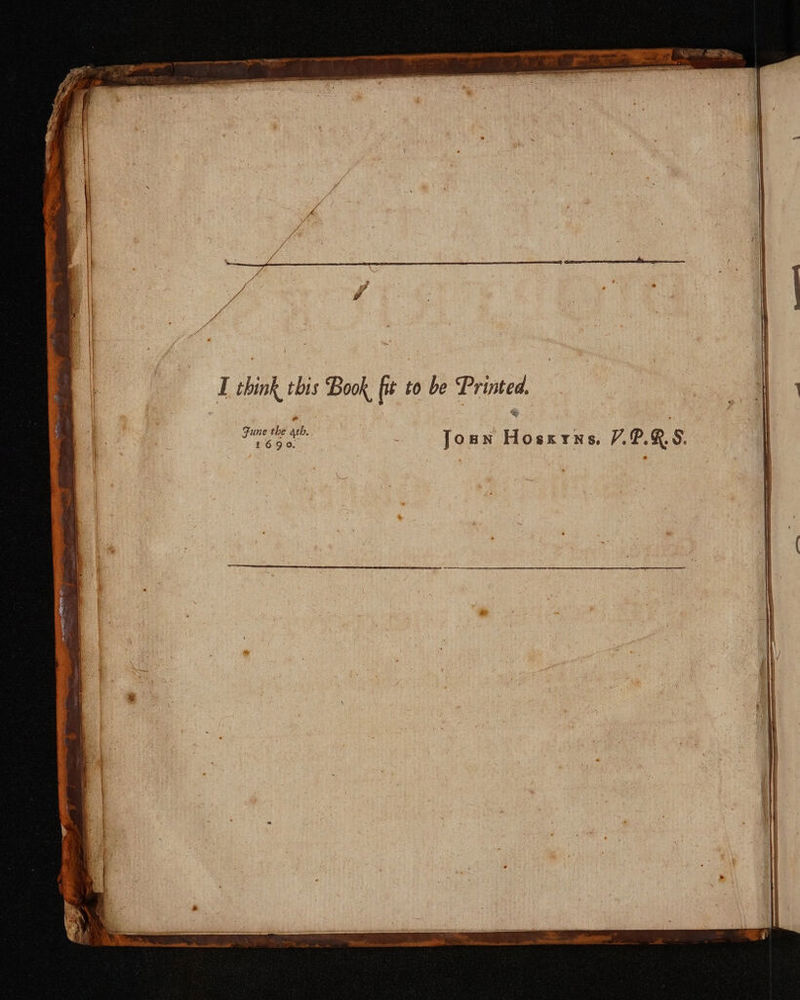 I think this Book fit to be Printed.
June the 4th.
1690.
JOHN HOSKYNS. V.P.R.S.